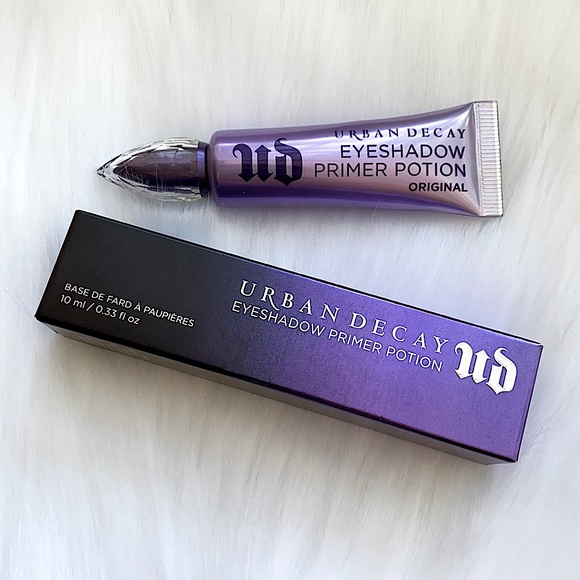 URBAN DECAY
EYESHADOW
PRIMER POTION
ORIGINAL
UD
BASE DE FARD À PAUPIÈRES
10 ml / 0.33 fl oz
URBAN DECAY
EYESHADOW PRIMER POTION
UD